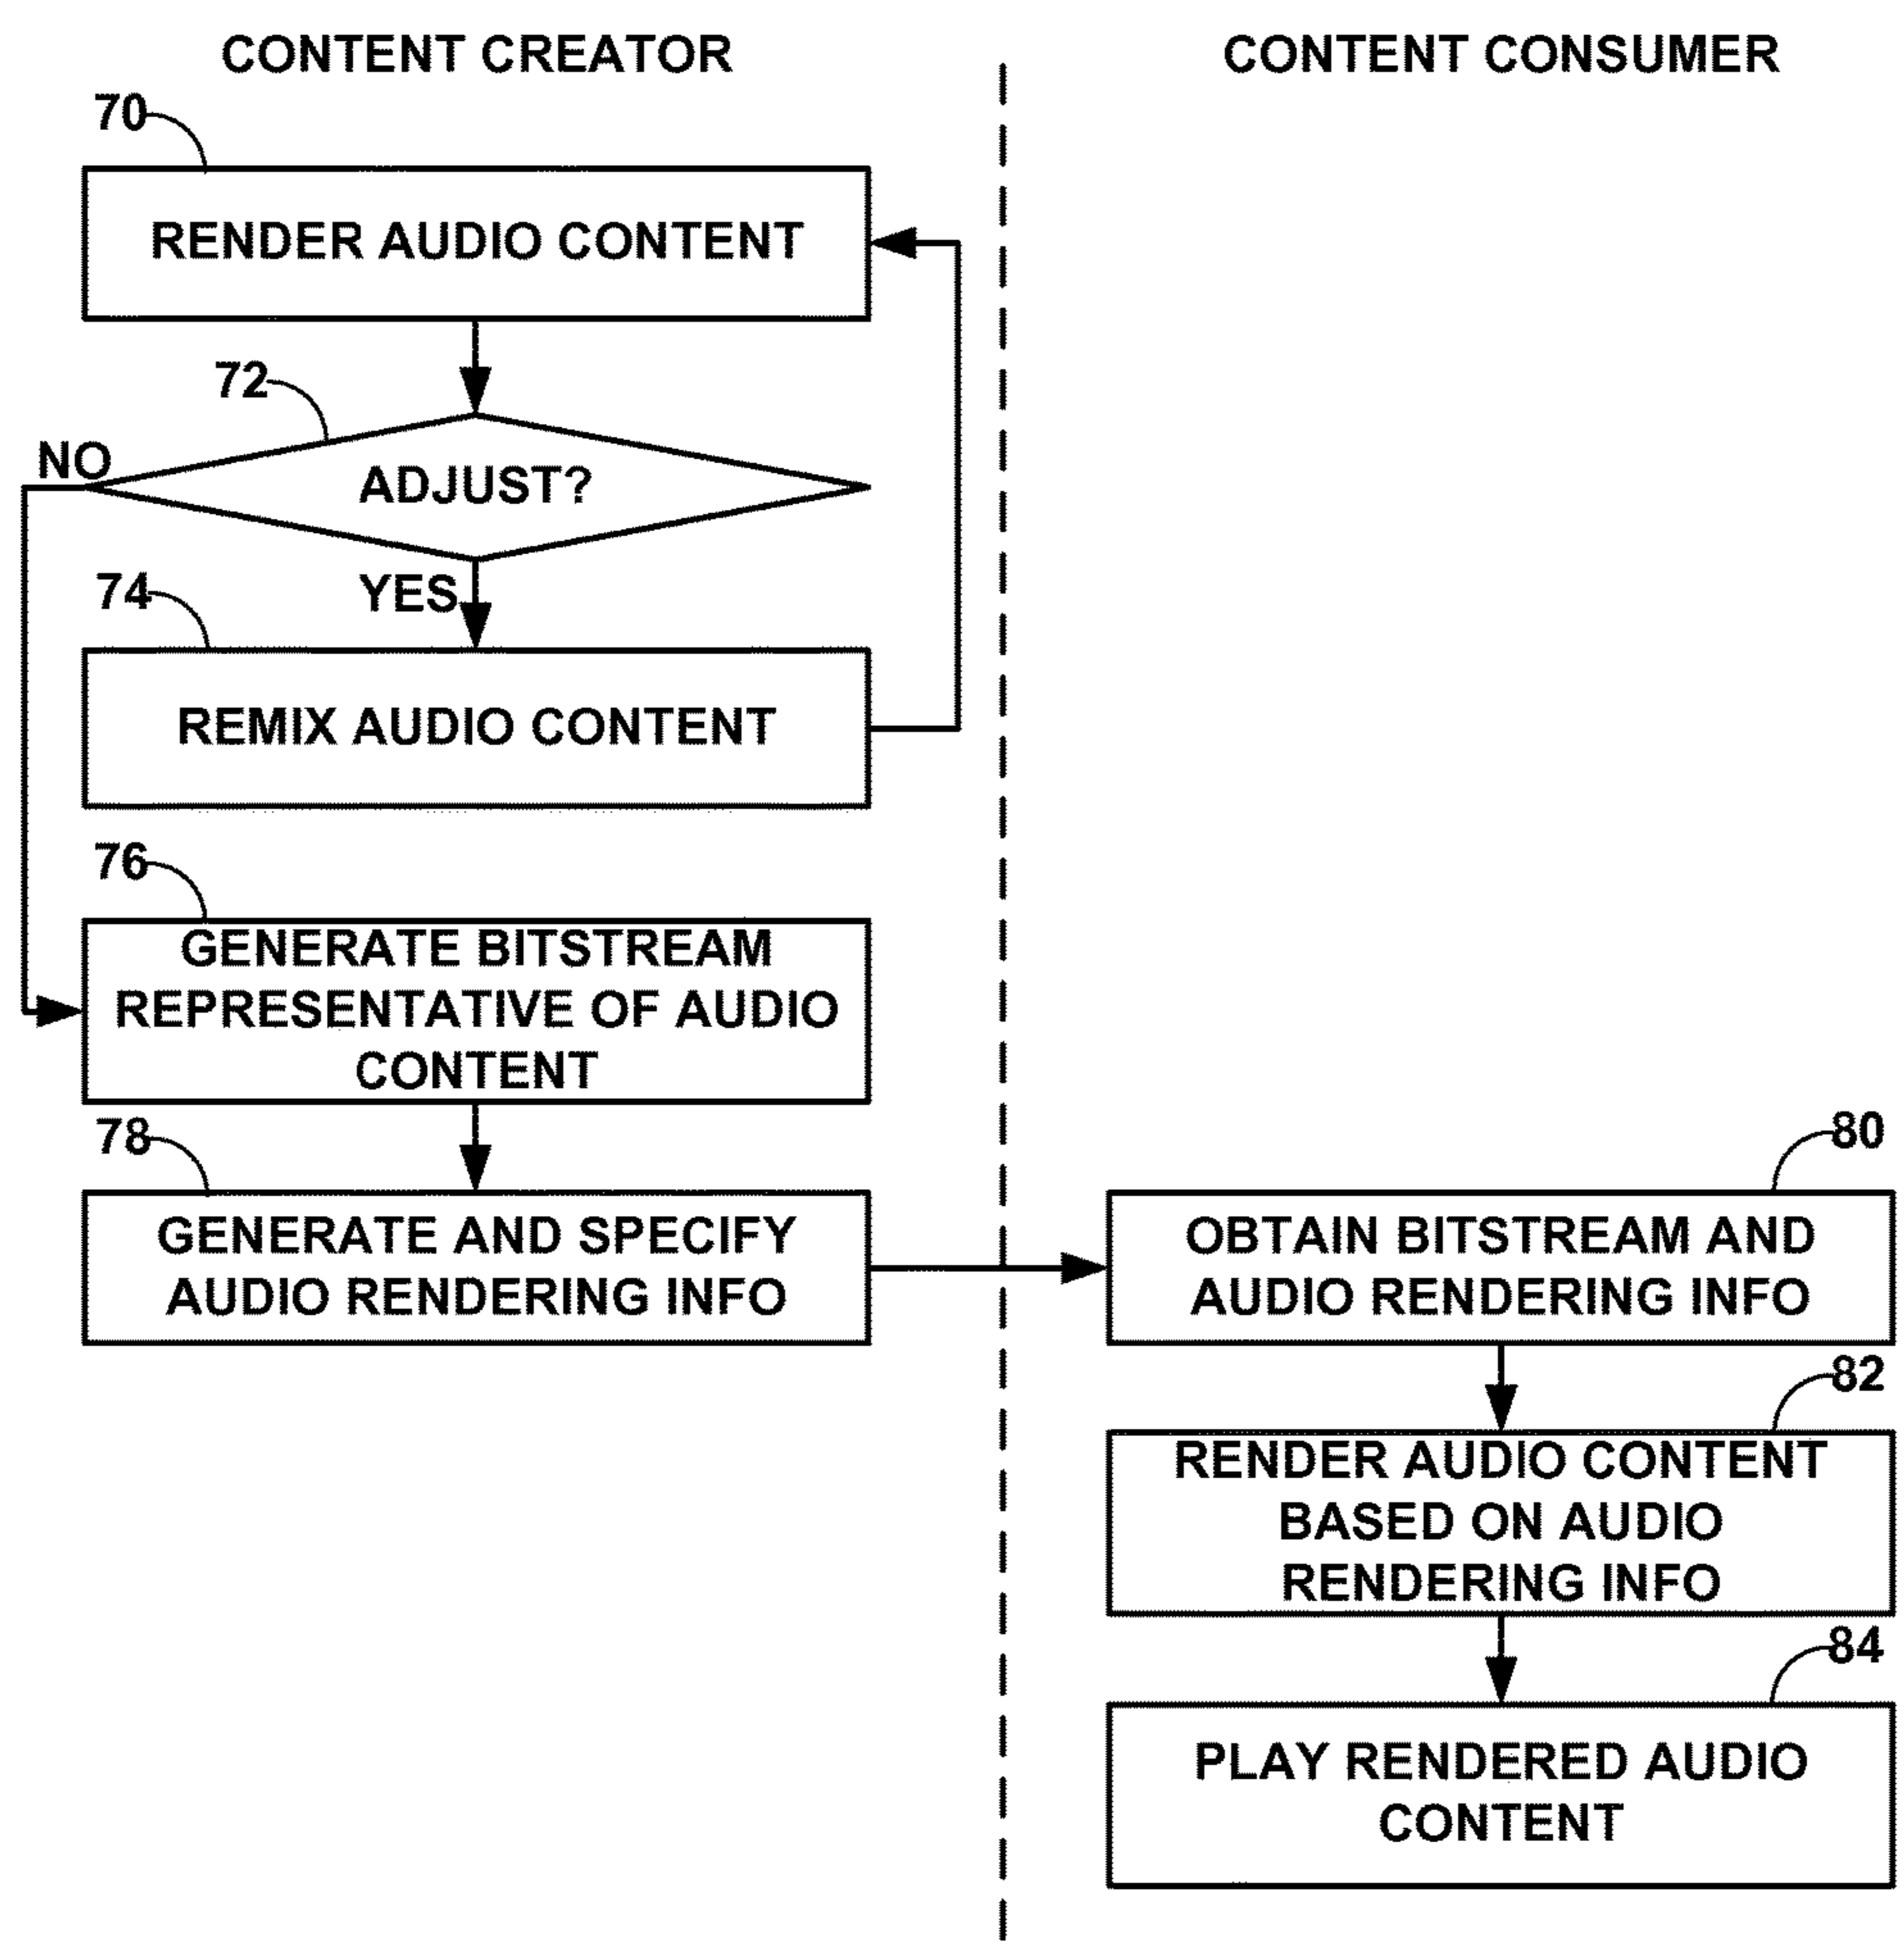 CONTENT CREATOR
70
RENDER AUDIO CONTENT
72
NO
ADJUST?
YES
74
REMIX AUDIO CONTENT
76
GENERATE BITSTREAM
REPRESENTATIVE OF AUDIO
CONTENT
78
GENERATE AND SPECIFY
AUDIO RENDERING INFO
CONTENT CONSUMER
80
OBTAIN BITSTREAM AND
AUDIO RENDERING INFO
82
RENDER AUDIO CONTENT
BASED ON AUDIO
RENDERING INFO
84
PLAY RENDERED AUDIO
CONTENT